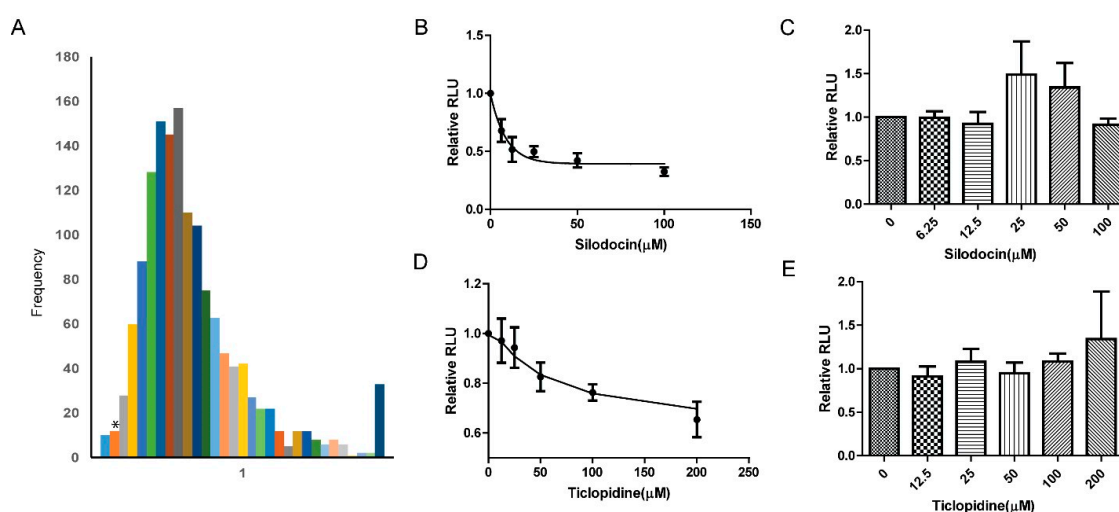 A
180
160
140
120
100
80
60
40
20
0
Frequency
*
1
B
1.5
1.0
0.5
0.0
Relative RLU
0 50 100 150
Silodocin(μM)
C
2.0
1.5
1.0
0.5
0.0
Relative RLU
0 6.25 12.5 25 50 100
Silodocin(μM)
D
1.2
1.0
0.8
0.6
Relative RLU
0 50 100 150 200 250
Ticlopidine(μM)
E
2.0
1.5
1.0
0.5
0.0
Relative RLU
0 12.5 25 50 100 200
Ticlopidine(μM)